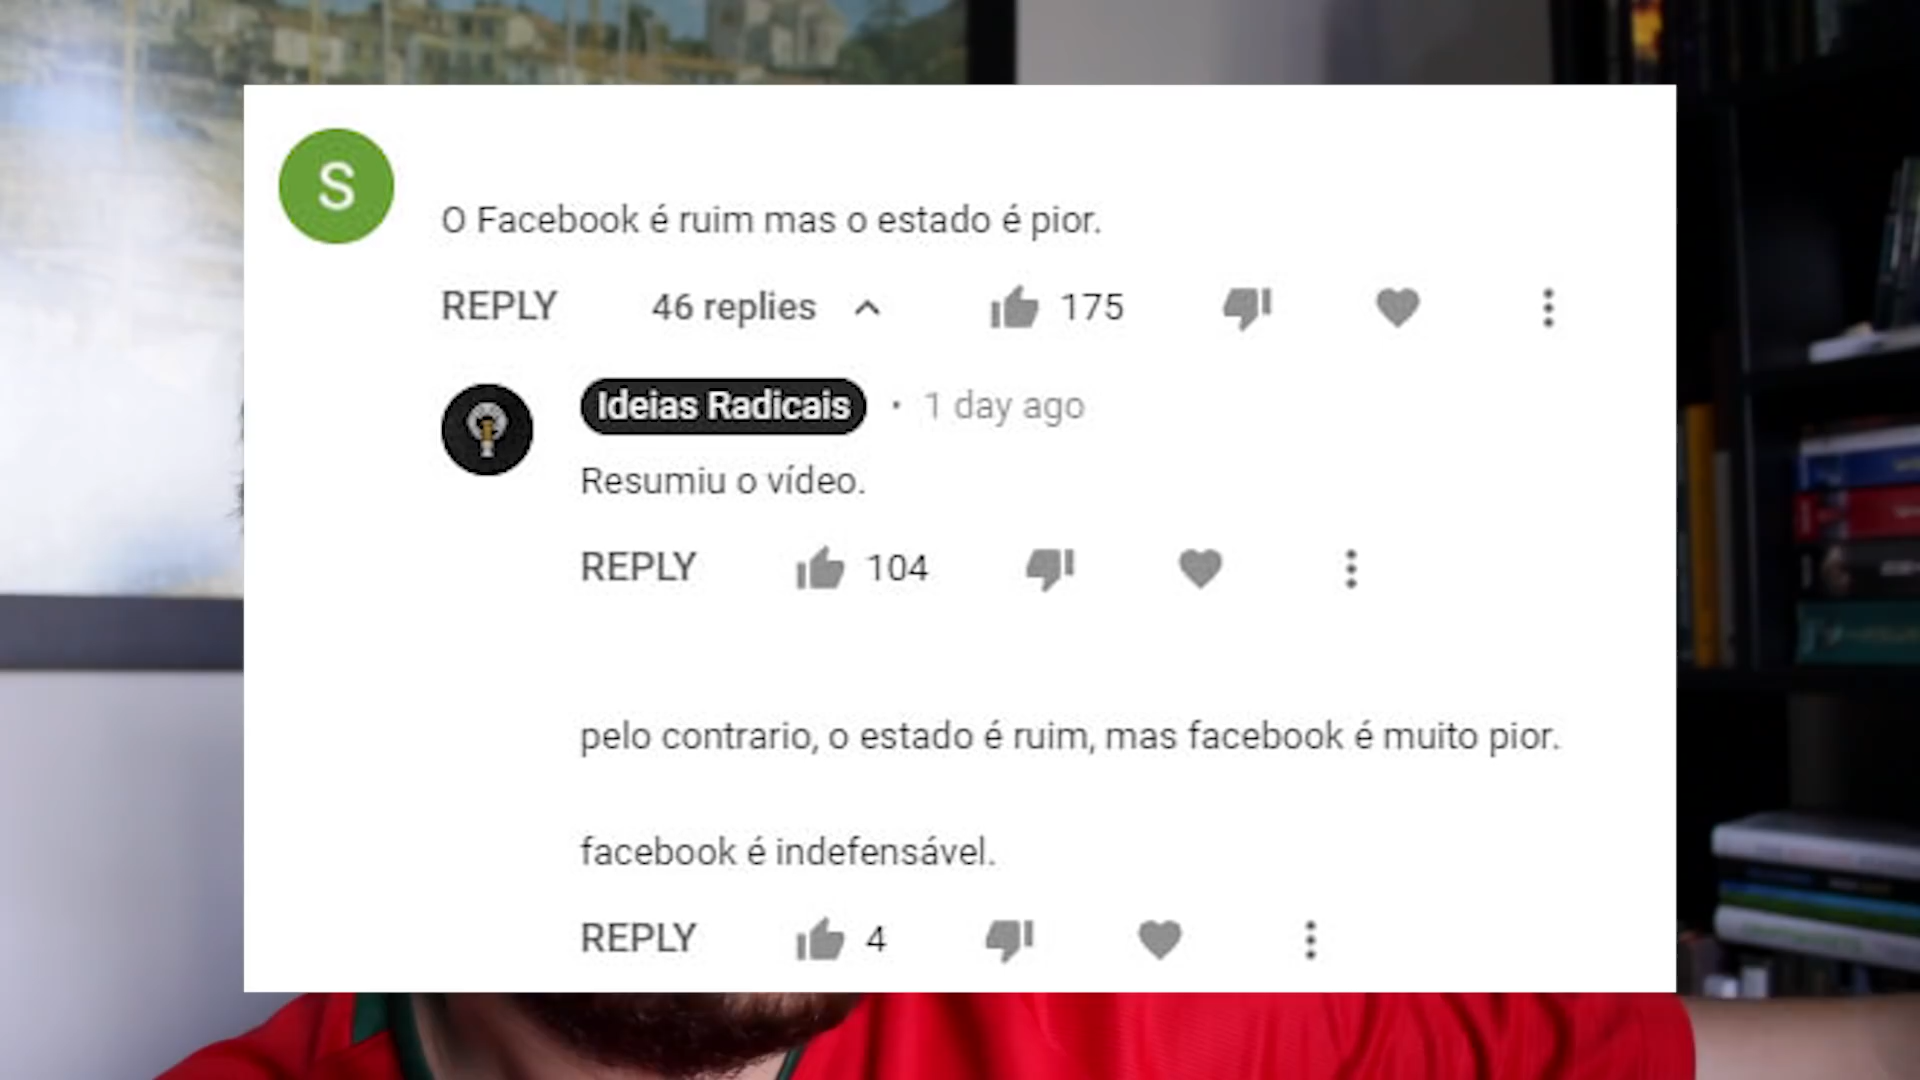 S
O Facebook é ruim mas o estado é pior.
REPLY 46 replies 175
Ideias Radicais • 1 day ago
Resumiu o vídeo.
REPLY 104
pelo contrario, o estado é ruim, mas facebook é muito pior.
facebook é indefensável.
REPLY 4